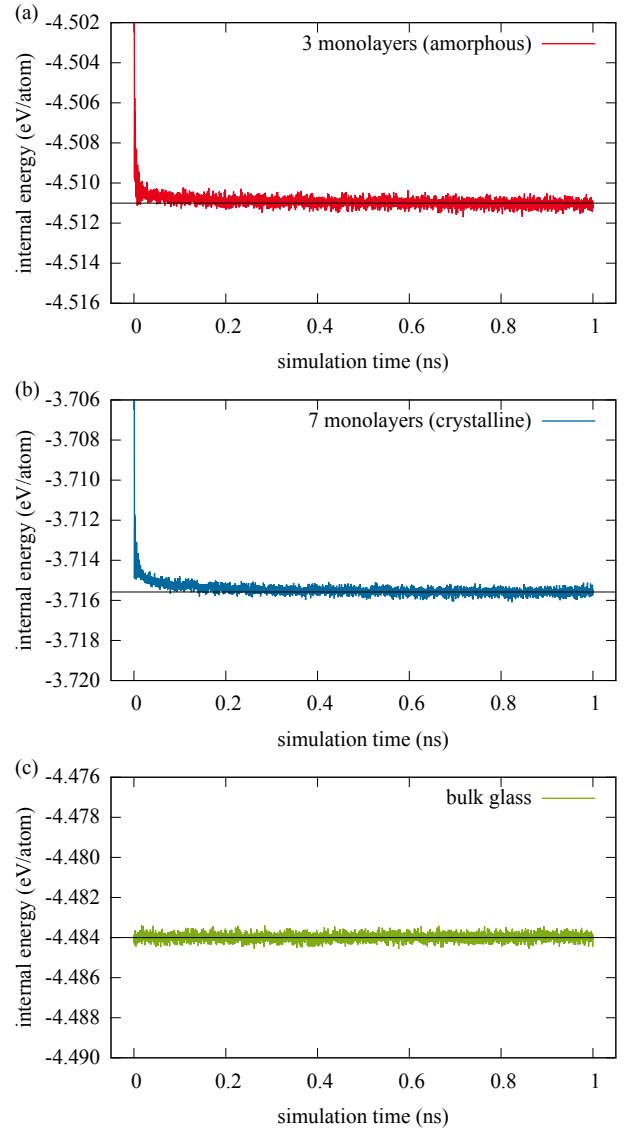 (a)
-4.502
-4.504
-4.506
-4.508
-4.510
-4.512
-4.514
-4.516
internal energy (eV/atom)
3 monolayers (amorphous)
0 0.2 0.4 0.6 0.8 1
simulation time (ns)
(b)
-3.706
-3.708
-3.710
-3.712
-3.714
-3.716
-3.718
-3.720
internal energy (eV/atom)
7 monolayers (crystalline)
0 0.2 0.4 0.6 0.8 1
simulation time (ns)
(c)
-4.476
-4.478
-4.480
-4.482
-4.484
-4.486
-4.488
-4.490
internal energy (eV/atom)
bulk glass
0 0.2 0.4 0.6 0.8 1
simulation time (ns)